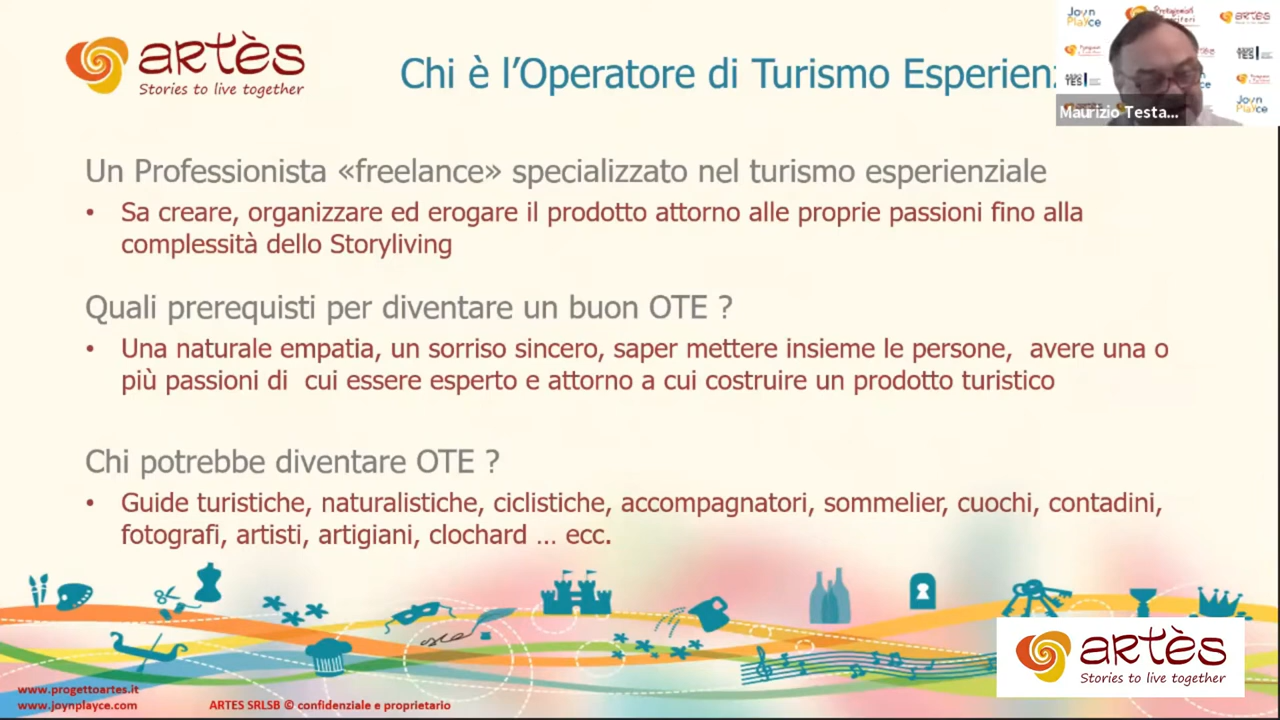 artès
Stories to live together
Chi è l'Operatore di Turismo Esperienz
Joyn
Playce
Maurizio Testa...
Un Professionista «freelance» specializzato nel turismo esperienziale
• Sa creare, organizzare ed erogare il prodotto attorno alle proprie passioni fino alla
complessità dello Storyliving
Quali prerequisti per diventare un buon OTE ?
• Una naturale empatia, un sorriso sincero, saper mettere insieme le persone,  avere una o
più passioni di  cui essere esperto e attorno a cui costruire un prodotto turistico
Chi potrebbe diventare OTE ?
• Guide turistiche, naturalistiche, ciclistiche, accompagnatori, sommelier, cuochi, contadini,
fotografi, artisti, artigiani, clochard ... ecc.
artès
Stories to live together
www.progettoartes.it
www.joynplayce.com
ARTES SRLSB © confidenziale e proprietario